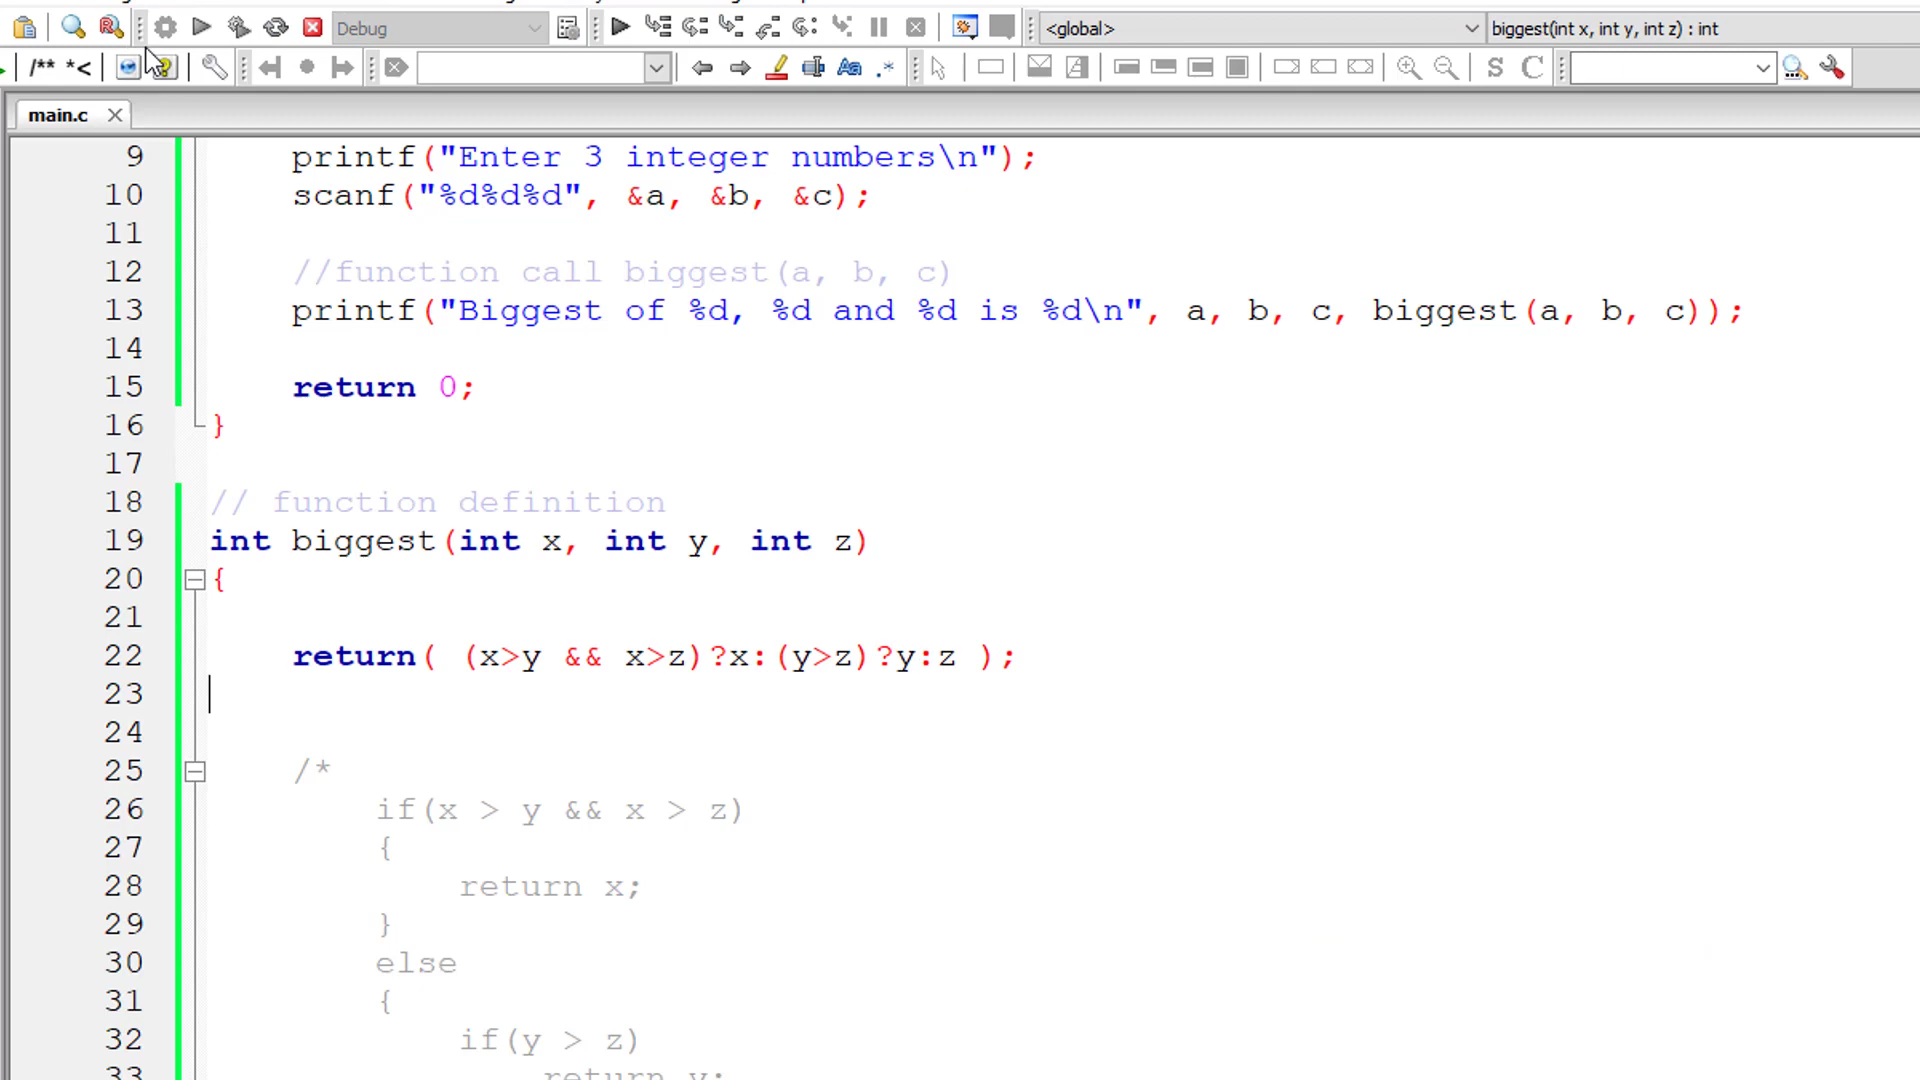 Debug
<global>
biggest(int x, int y, int z) : int
/** *<
main.c
9 printf("Enter 3 integer numbers\n");
10 scanf("%d%d%d", &a, &b, &c);
11
12 //function call biggest(a, b, c)
13 printf("Biggest of %d, %d and %d is %d\n", a, b, c, biggest(a, b, c));
14
15 return 0;
16 }
17
18 // function definition
19 int biggest(int x, int y, int z)
20 {
21
22 return( (x>y && x>z)?x:(y>z)?y:z );
23
24
25 /*
26 if(x > y && x > z)
27 {
28 return x;
29 }
30 else
31 {
32 if(y > z)
33 return y;